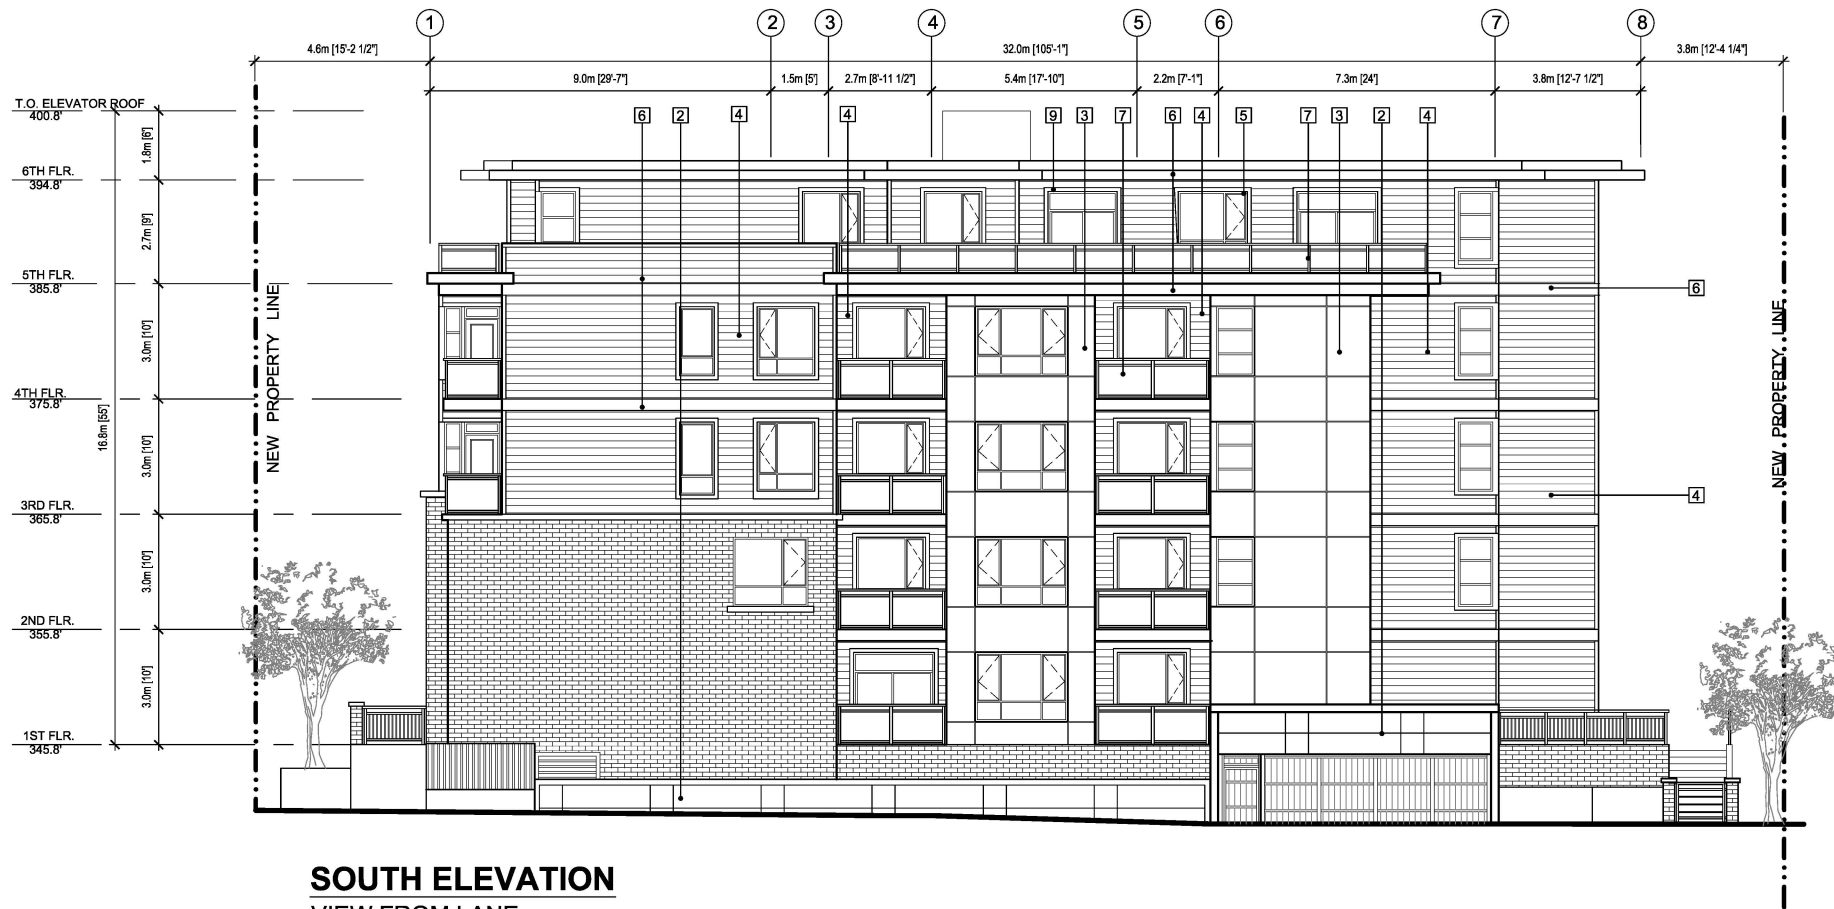 1 2 3 4 5 6 7 8
4.6m [15'-2 1/2"] 32.0m [105'-1"] 3.8m [12'-4 1/4"]
9.0m [29'-7"] 1.5m [5'] 2.7m [8'-11 1/2"] 5.4m [17'-10"] 2.2m [7'-1"] 7.3m [24'] 3.8m [12'-7 1/2"]
T.O. ELEVATOR ROOF
400.8'
6 2 4 4 9 3 7 6 4 5 7 3 2 4
1.8m [6']
6TH FLR.
394.8'
2.7m [9']
5TH FLR.
385.8'
6
NEW PROPERTY LINE
NEW PROPERTY LINE
3.0m [10']
4TH FLR.
375.8'
16.8m [55']
3.0m [10']
4
3RD FLR.
365.8'
3.0m [10']
2ND FLR.
355.8'
3.0m [10']
1ST FLR.
345.8'
SOUTH ELEVATION
VIEW FROM LANE